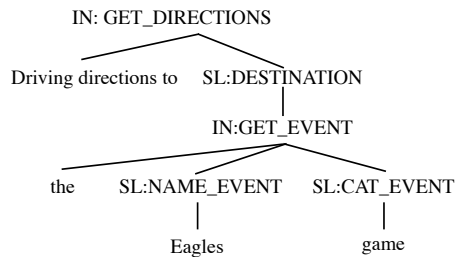 IN: GET_DIRECTIONS
Driving directions to SL:DESTINATION
IN:GET_EVENT
the SL:NAME_EVENT SL:CAT_EVENT
Eagles game